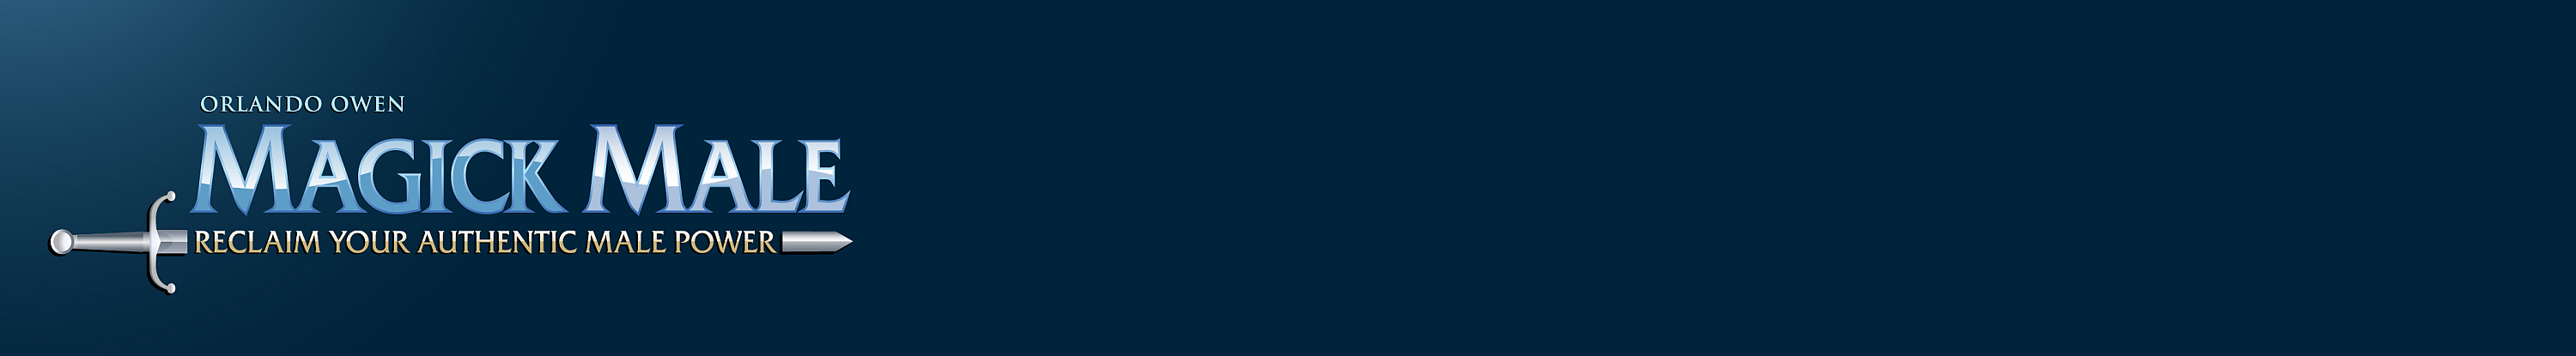 ORLANDO OWEN
MAGICK MALE
RECLAIM YOUR AUTHENTIC MALE POWER